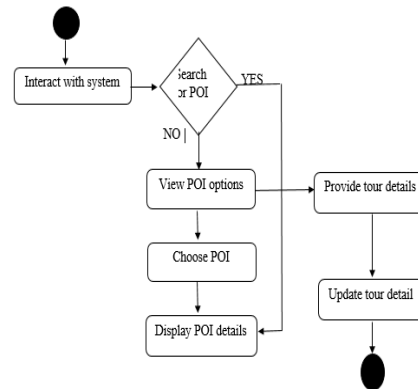 Interact with system
Search
or POI
YES
NO |
View POI options
Provide tour details
Choose POI
Update tour detail
Display POI details